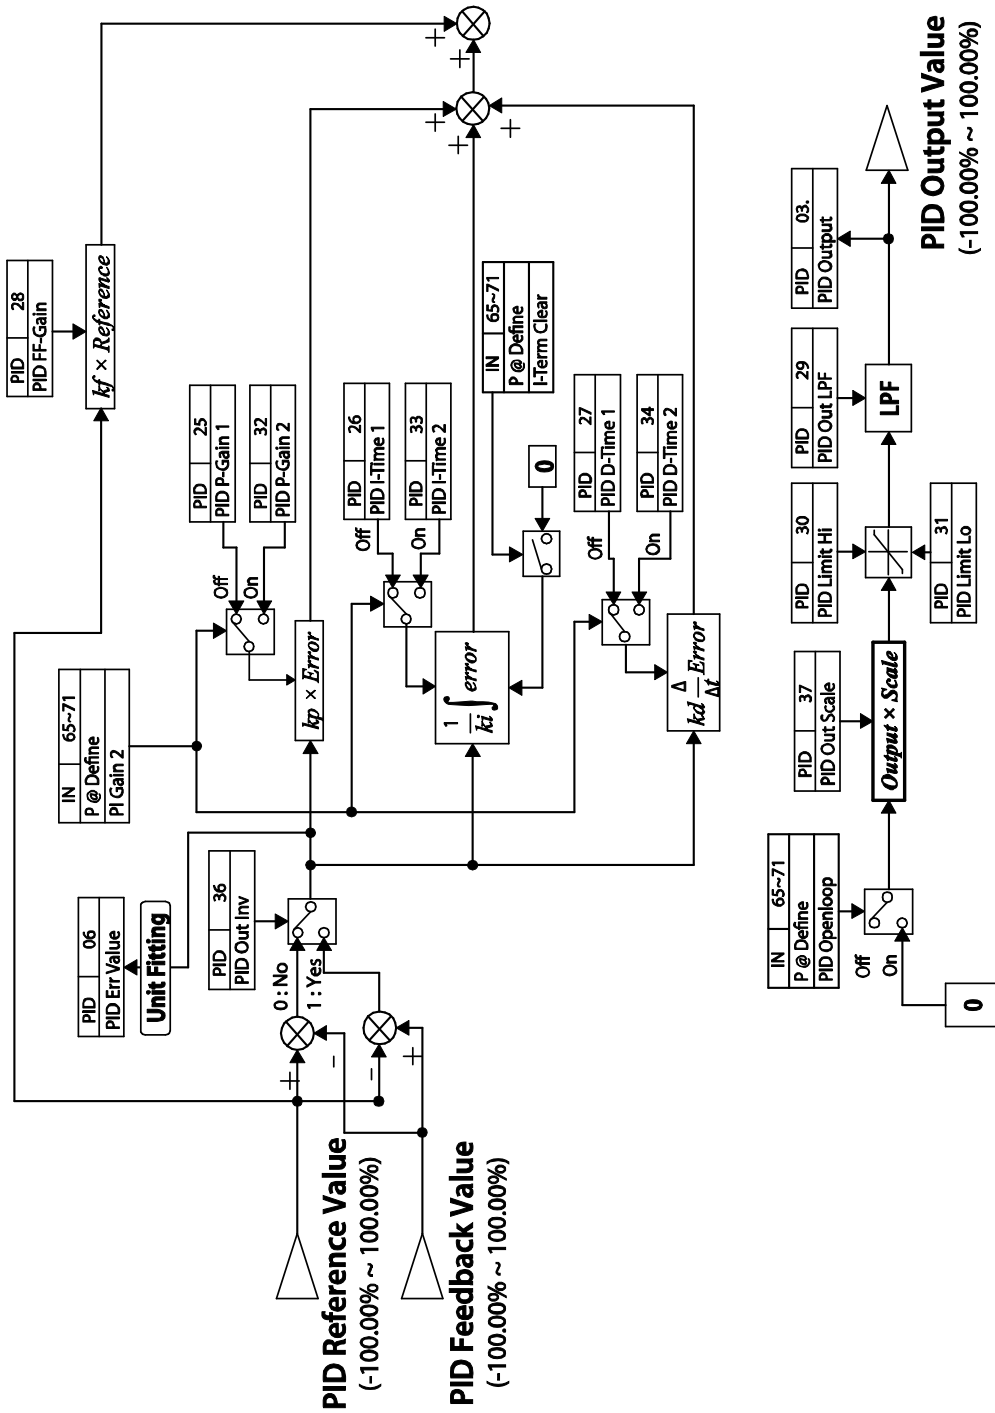 PID 28
PID FF-Gain
kf × Reference
+
+
+
+
+
IN 65~71
P @ Define
PI Gain 2
PID 25
PID P-Gain 1
PID 32
PID P-Gain 2
Off
On
kp × Error
PID 26
PID I-Time 1
PID 33
PID I-Time 2
Off
On
1
ki
∫ error
IN 65~71
P @ Define
I-Term Clear
0
PID 27
PID D-Time 1
PID 34
PID D-Time 2
Off
On
kd Δ Error
Δt
PID 06
PID Err Value
Unit Fitting
PID 36
PID Out Inv
0 : No
1 : Yes
+
-
-
+
PID Reference Value
(-100.00% ~ 100.00%)
PID Feedback Value
(-100.00% ~ 100.00%)
IN 65~71
P @ Define
PID Openloop
Off
On
0
PID 37
PID Out Scale
Output × Scale
PID 30
PID Limit Hi
PID 31
PID Limit Lo
PID 29
PID Out LPF
LPF
PID 03.
PID Output
PID Output Value
(-100.00% ~ 100.00%)